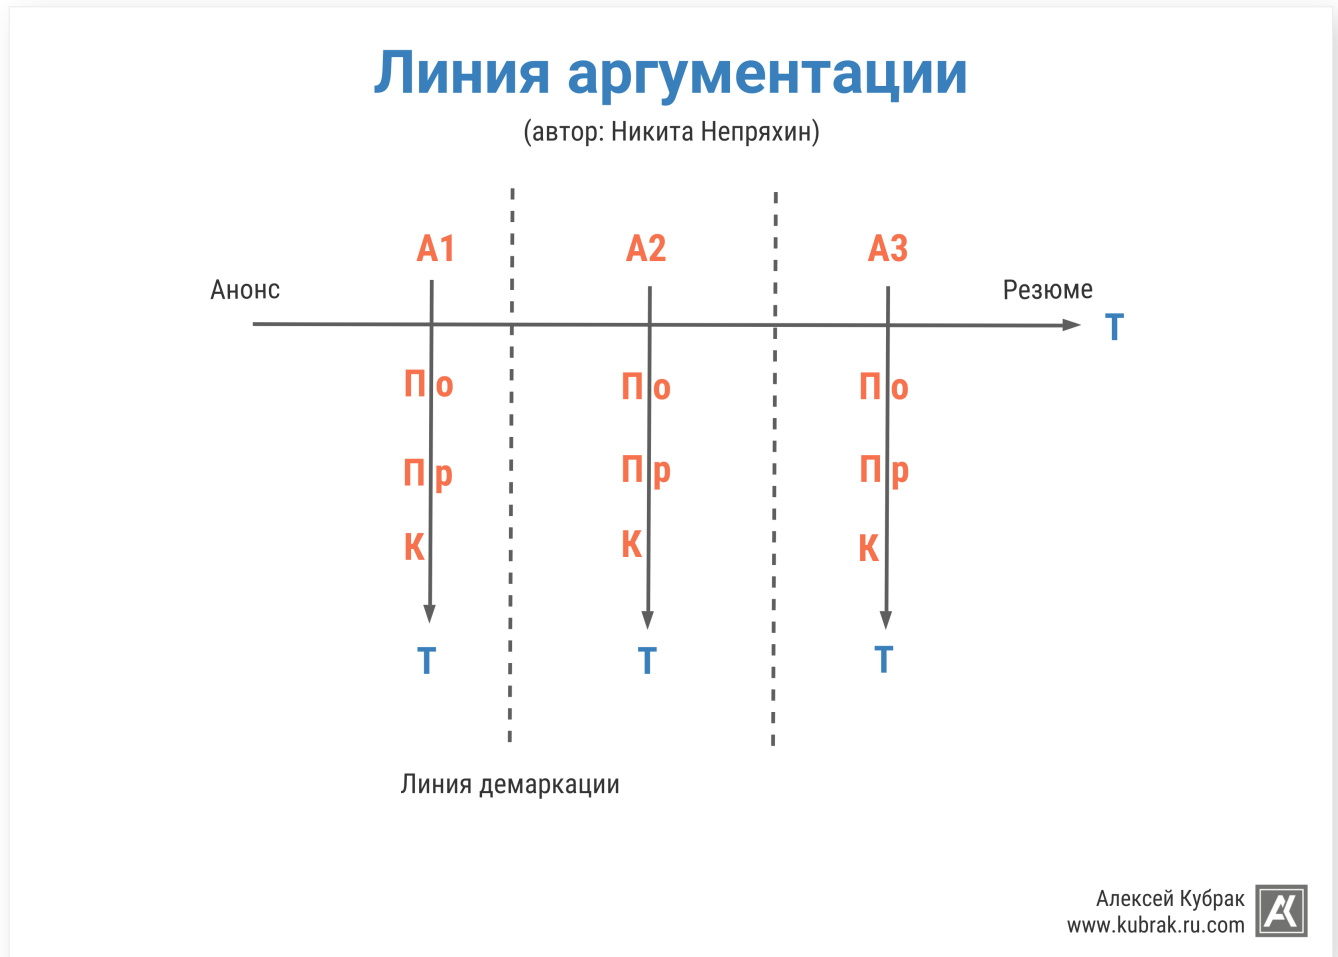 Линия аргументации
(автор: Никита Непряхин)
А1 А2 А3
Анонс Резюме
Т
По По По
Пр Пр Пр
К К К
Т Т Т
Линия демаркации
Алексей Кубрак
www.kubrak.ru.com